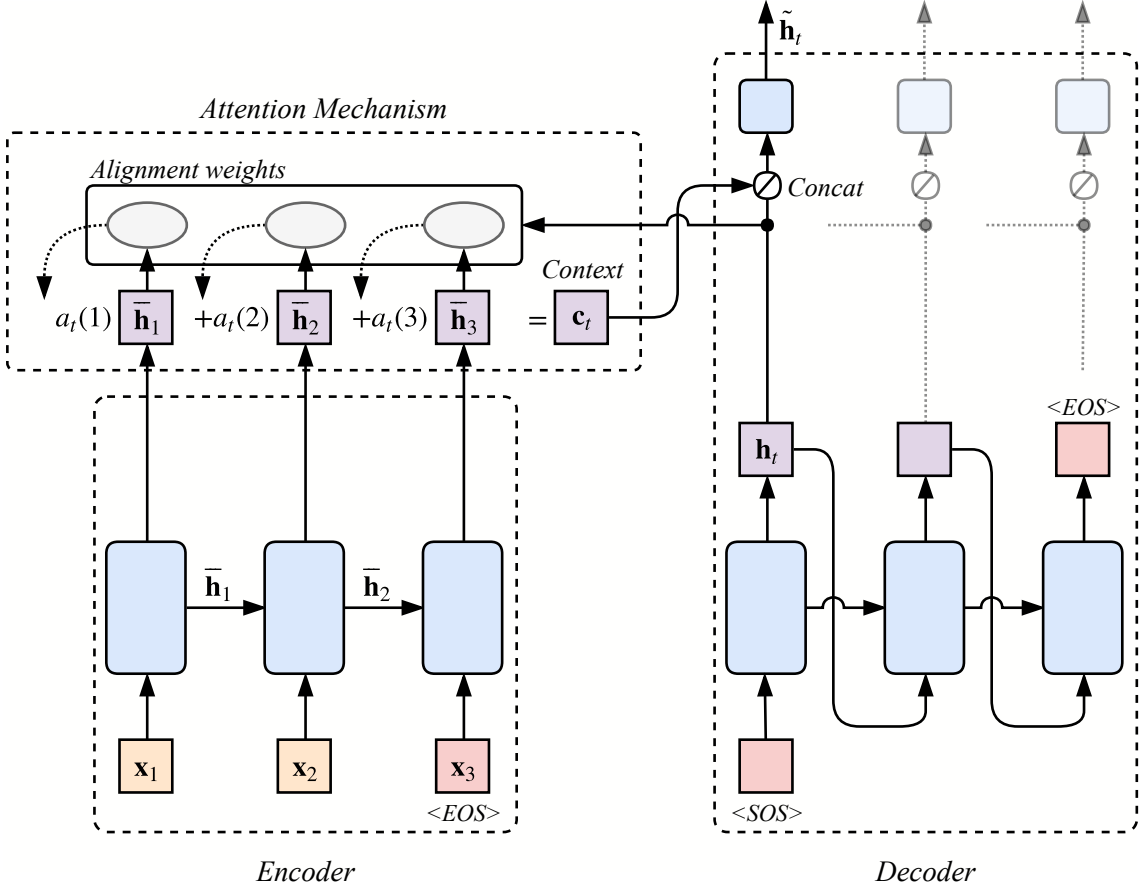 h̃_t
Attention Mechanism
Alignment weights
Concat
Context
a_t(1) h̄_1 +a_t(2) h̄_2 +a_t(3) h̄_3 = c_t
<EOS>
h_t
h̄_1 h̄_2
x_1 x_2 x_3
<EOS> <SOS>
Encoder Decoder